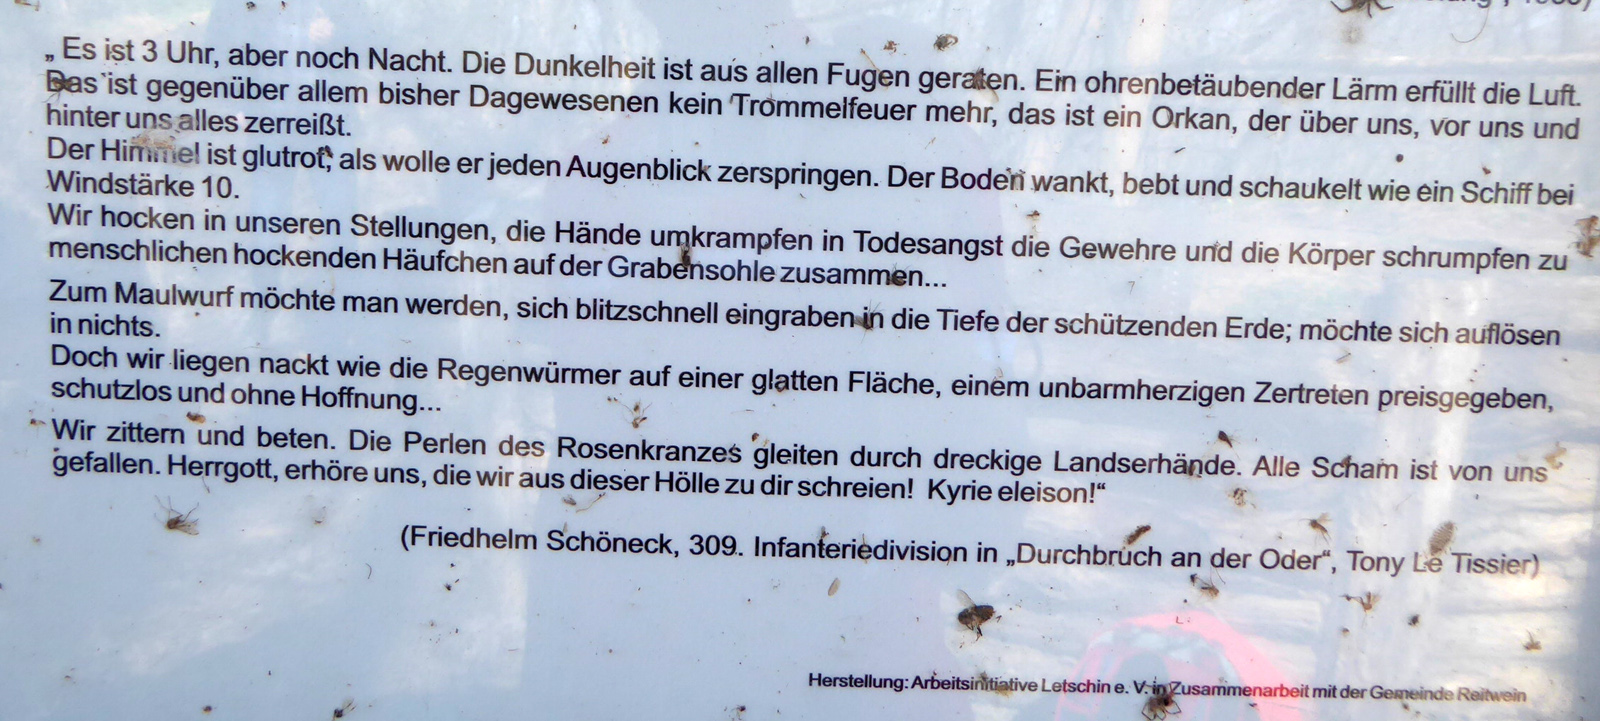 „ Es ist 3 Uhr, aber noch Nacht. Die Dunkelheit ist aus allen Fugen geraten. Ein ohrenbetäubender Lärm erfüllt die Luft.
Das ist gegenüber allem bisher Dagewesenen kein Trommelfeuer mehr, das ist ein Orkan, der über uns, vor uns und
hinter uns alles zerreißt.
Der Himmel ist glutrot, als wolle er jeden Augenblick zerspringen. Der Boden wankt, bebt und schaukelt wie ein Schiff bei
Windstärke 10.
Wir hocken in unseren Stellungen, die Hände umkrampfen in Todesangst die Gewehre und die Körper schrumpfen zu
menschlichen hockenden Häufchen auf der Grabensohle zusammen...
Zum Maulwurf möchte man werden, sich blitzschnell eingraben in die Tiefe der schützenden Erde; möchte sich auflösen
in nichts.
Doch wir liegen nackt wie die Regenwürmer auf einer glatten Fläche, einem unbarmherzigen Zertreten preisgegeben,
schutzlos und ohne Hoffnung...
Wir zittern und beten. Die Perlen des Rosenkranzes gleiten durch dreckige Landserhände. Alle Scham ist von uns
gefallen. Herrgott, erhöre uns, die wir aus dieser Hölle zu dir schreien! Kyrie eleison!“
(Friedhelm Schöneck, 309. Infanteriedivision in „Durchbruch an der Oder“, Tony Le Tissier)
Herstellung: Arbeitsinitiative Letschin e. V. in Zusammenarbeit mit der Gemeinde Reitwein